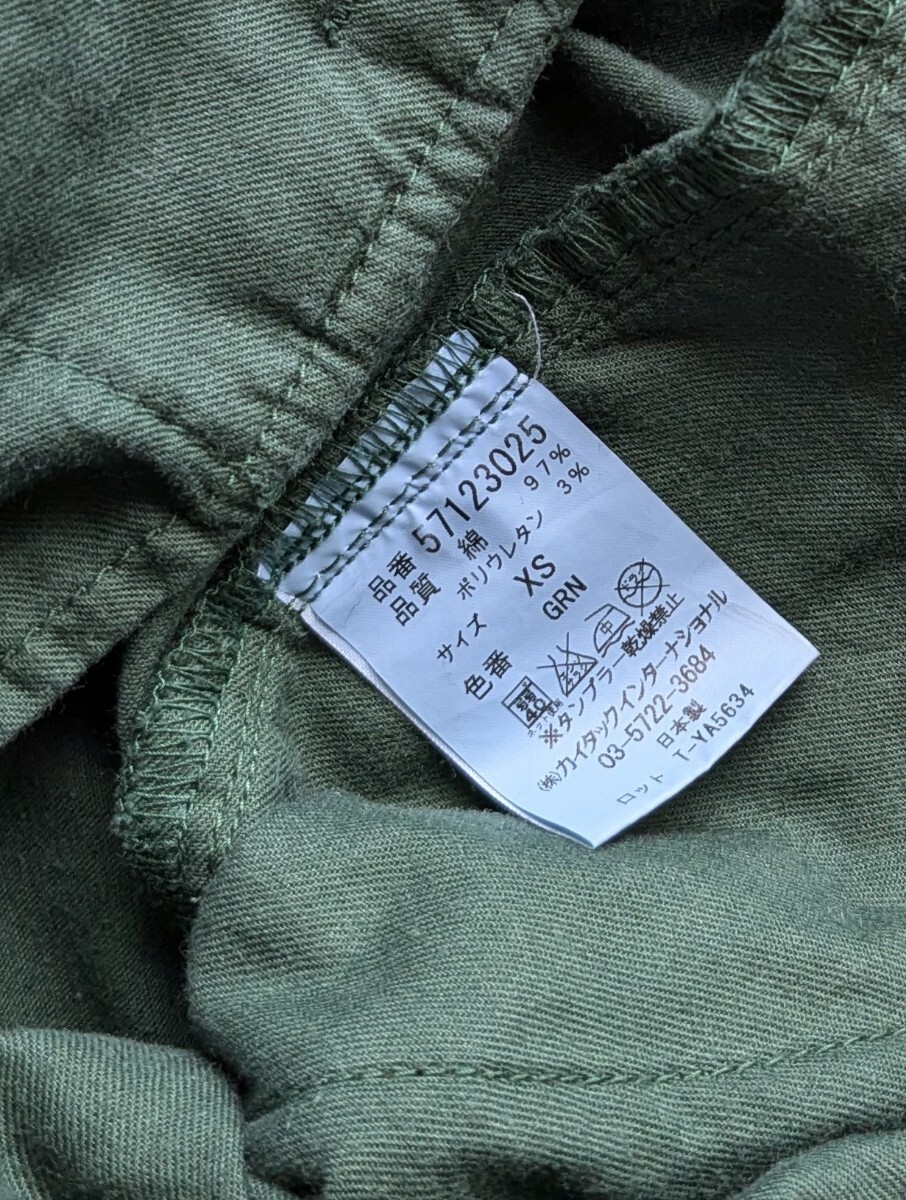 品番 57123025
品質 綿 97%
ポリウレタン 3%
サイズ XS
色番 GRN
40
※タンブラー乾燥禁止
(株)カイタックインターナショナル
03-5722-3684
日本製
ロット T-YA5634